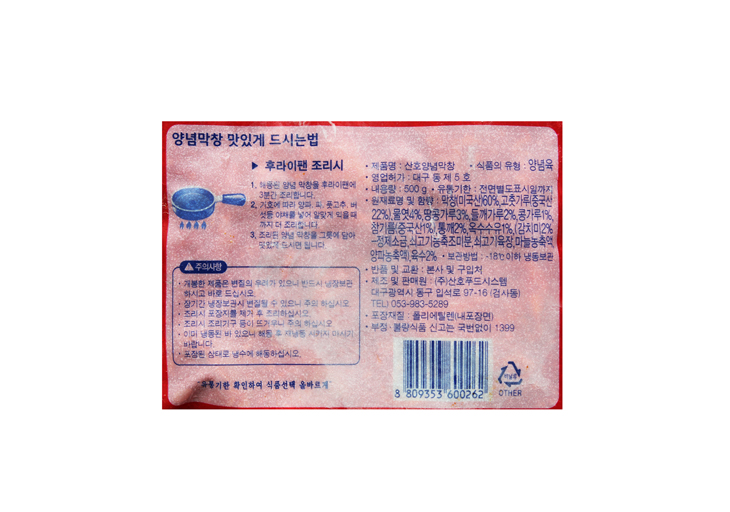 양념막창 맛있게 드시는법
▶ 후라이팬 조리시
1. 해동된 양념 막창을 후라이팬에
3분간 조리합니다.
2. 기호에 따라 양파, 파, 풋고추, 버
섯등 야채를 넣어 알맞게 익을때
까지 더 조리합니다.
3. 조리된 양념 막창을 그릇에 담아
드시면 됩니다.
주의사항
· 개봉한 제품은 변질의 우려가 있으니 반드시 냉장보관
하시고 바로 드십시오.
· 장기간 냉장보관시 변질될 수 있으니 주의 하십시오.
· 조리시 포장지를 제거 후 조리하십시오.
· 조리시 조리기구 등이 뜨거우니 주의 하십시오
· 이미 냉동된 바 있으니 해동 후 재냉동 시키지 마시기
바랍니다.
· 포장된 상태로 냉수에 해동하십시오.
"유통기한 확인하여 식품선택 올바르게"
• 제품명 : 산호양념막창 • 식품의 유형 : 양념육
• 영업허가 : 대구 동 제 5 호
• 내용량 : 500 g • 유통기한 : 전면별도표시일까지
• 원재료명 및 함량 : 막창(미국산)60%,고춧가루(중국산
22%),물엿4%,땅콩가루3%,들깨가루2%,콩가루1%,
참기름(중국산1%),통깨2%,옥수수유1%,(감치미2%
-정제소금,쇠고기농축조미분,쇠고기육장,마늘농축액
양파농축액),육수2% • 보관방법 : -18℃이하 냉동보관
• 반품 및 교환 : 본사 및 구입처
• 제조 및 판매원 : (주)산호푸드시스템
대구광역시 동구 입석로 97-16 (검사동)
TEL) 053-983-5289
• 포장재질 : 폴리에틸렌(내포장면)
• 부정·불량식품 신고는 국번없이 1399
8 809353 600262
비닐류
OTHER